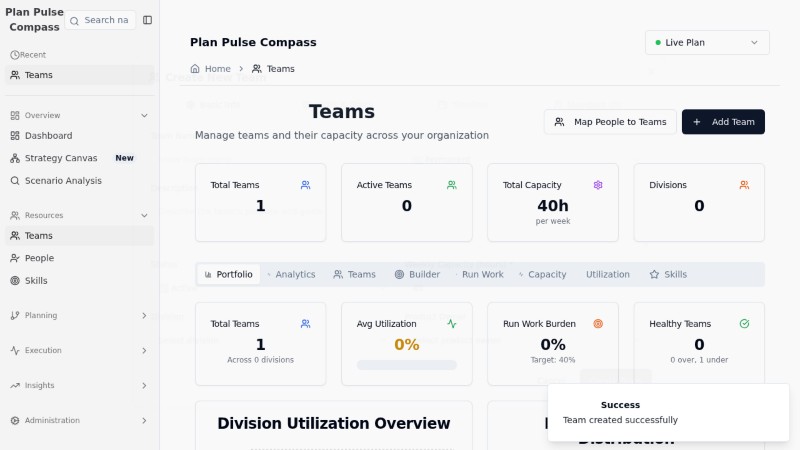 Plan Pulse Compass
Search na
Recent
Teams
Overview
Dashboard
Strategy Canvas New
Scenario Analysis
Resources
Teams
People
Skills
Planning
Execution
Insights
Administration
Plan Pulse Compass
Live Plan
Home > Teams
Teams
Manage teams and their capacity across your organization
Map People to Teams
+ Add Team
Total Teams
1
Active Teams
0
Total Capacity
40h
per week
Divisions
0
Portfolio Analytics Teams Builder Run Work Capacity Utilization Skills
Total Teams
1
Across 0 divisions
Avg Utilization
0%
Run Work Burden
0%
Target: 40%
Healthy Teams
0
0 over, 1 under
Division Utilization Overview
Distribution
Success
Team created successfully